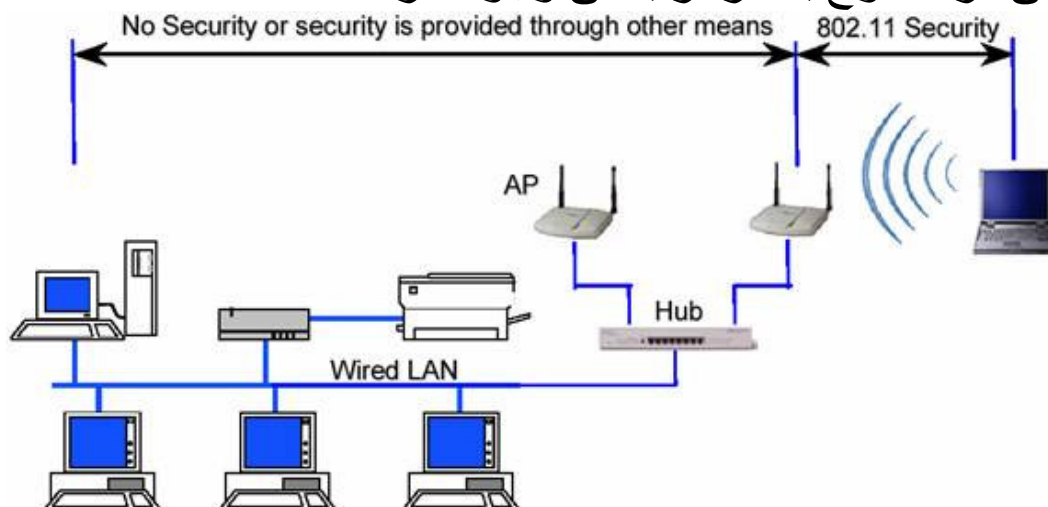 No Security or security is provided through other means
802.11 Security
AP
Hub
Wired LAN